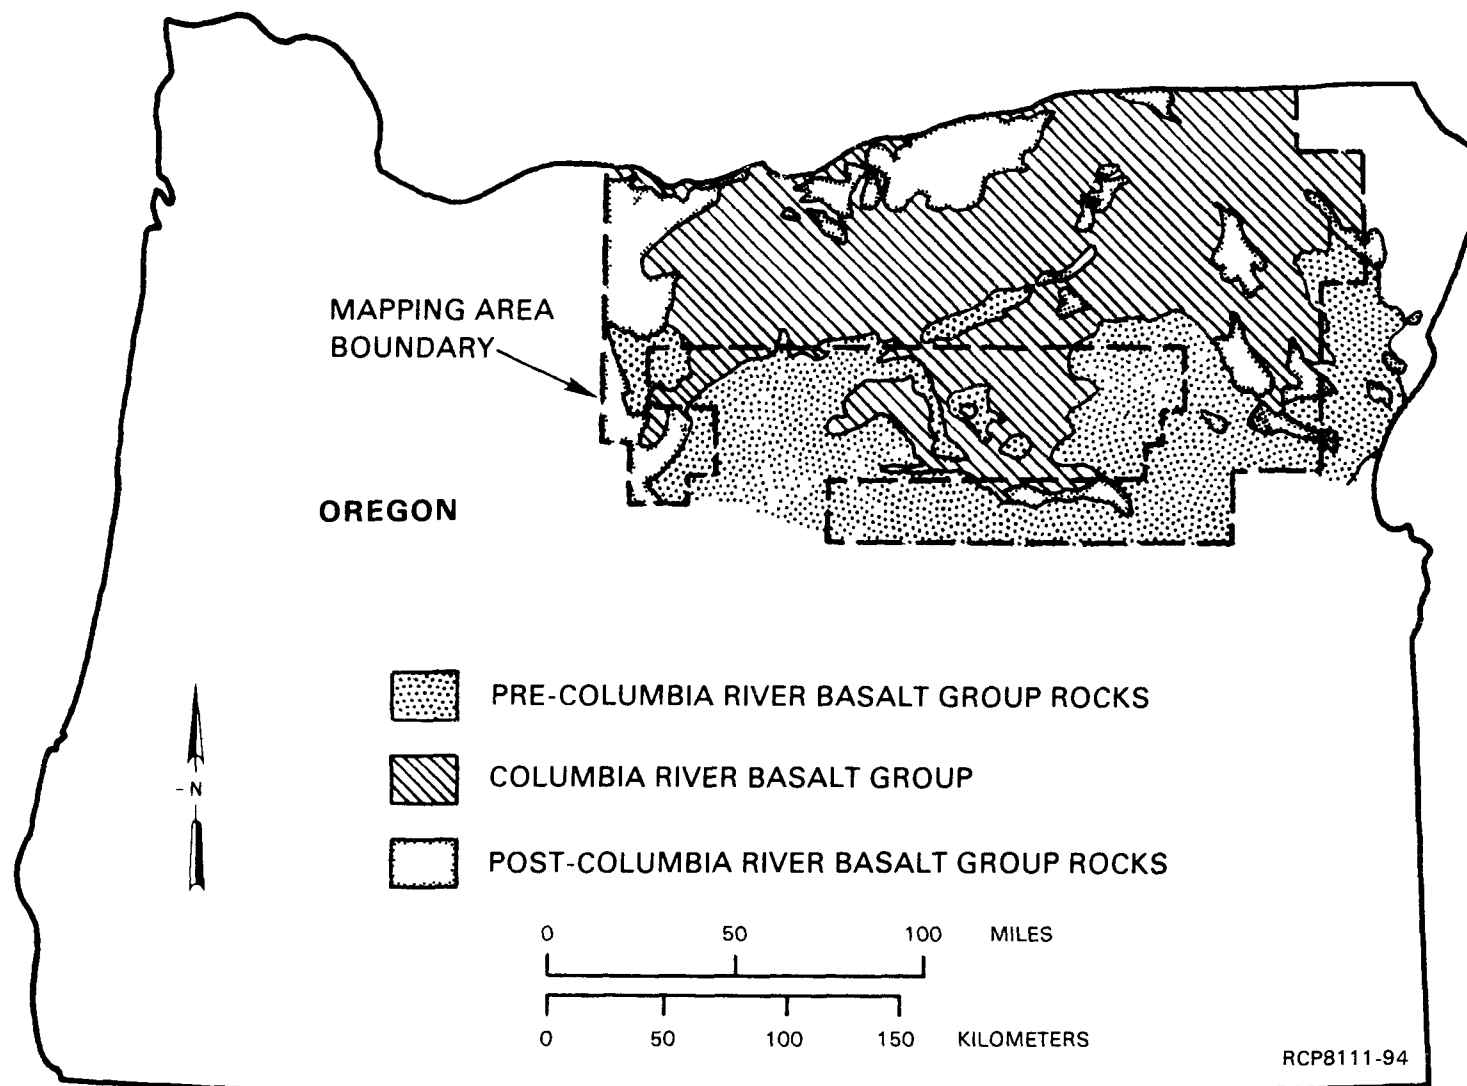 MAPPING AREA
BOUNDARY
OREGON
PRE-COLUMBIA RIVER BASALT GROUP ROCKS
COLUMBIA RIVER BASALT GROUP
N
POST-COLUMBIA RIVER BASALT GROUP ROCKS
0 50 100 MILES
0 50 100 150 KILOMETERS
RCP8111-94